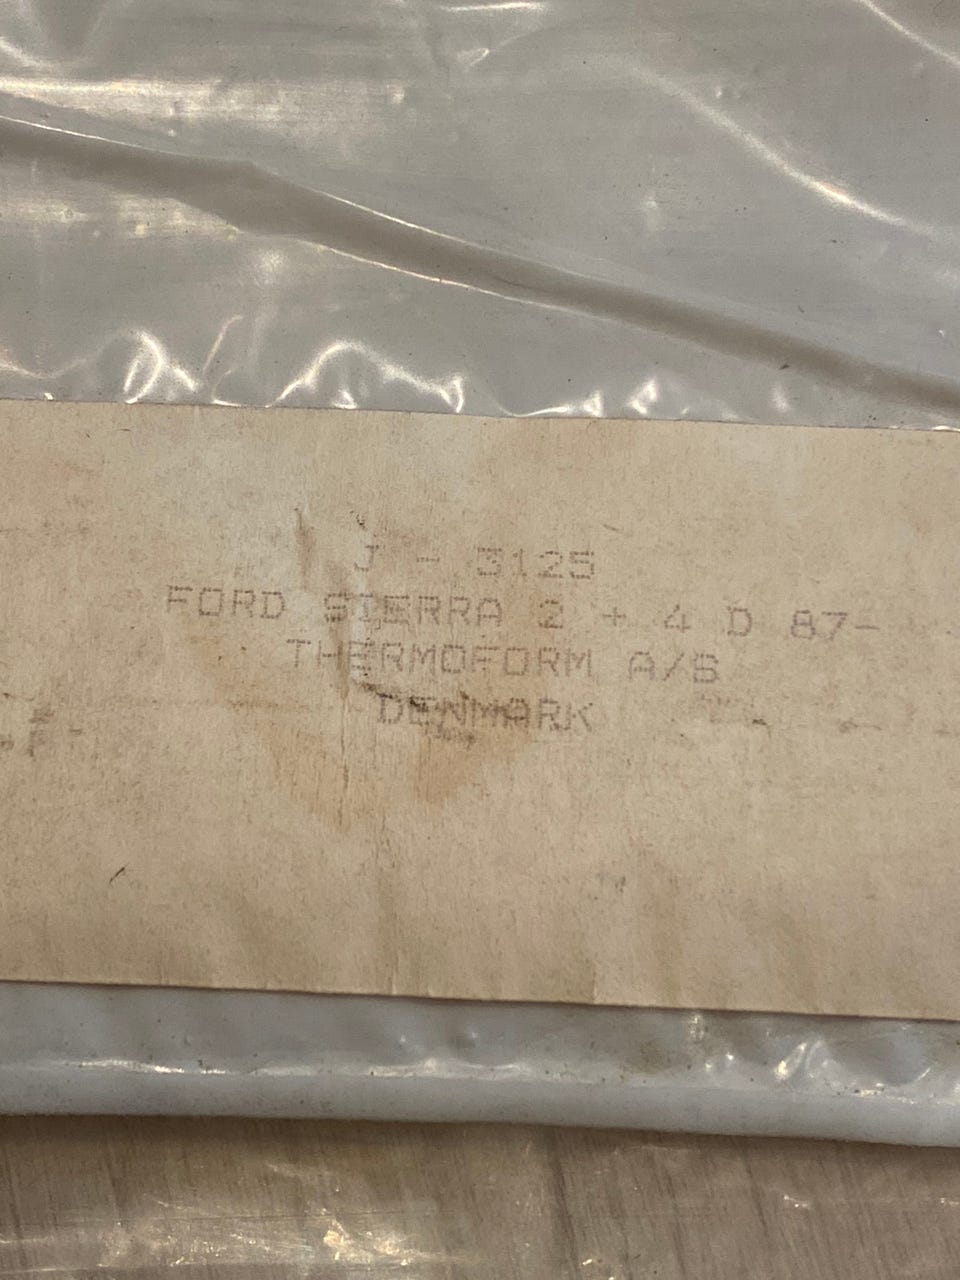 J - 3125
FORD SIERRA 2 + 4 D 87-
THERMOFORM A/S
DENMARK